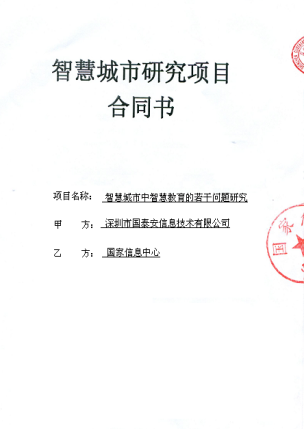 智慧城市研究项目
合同书
项目名称： 智慧城市中智慧教育的若干问题研究
甲 方： 深圳市国泰安信息技术有限公司
乙 方： 国家信息中心
国家